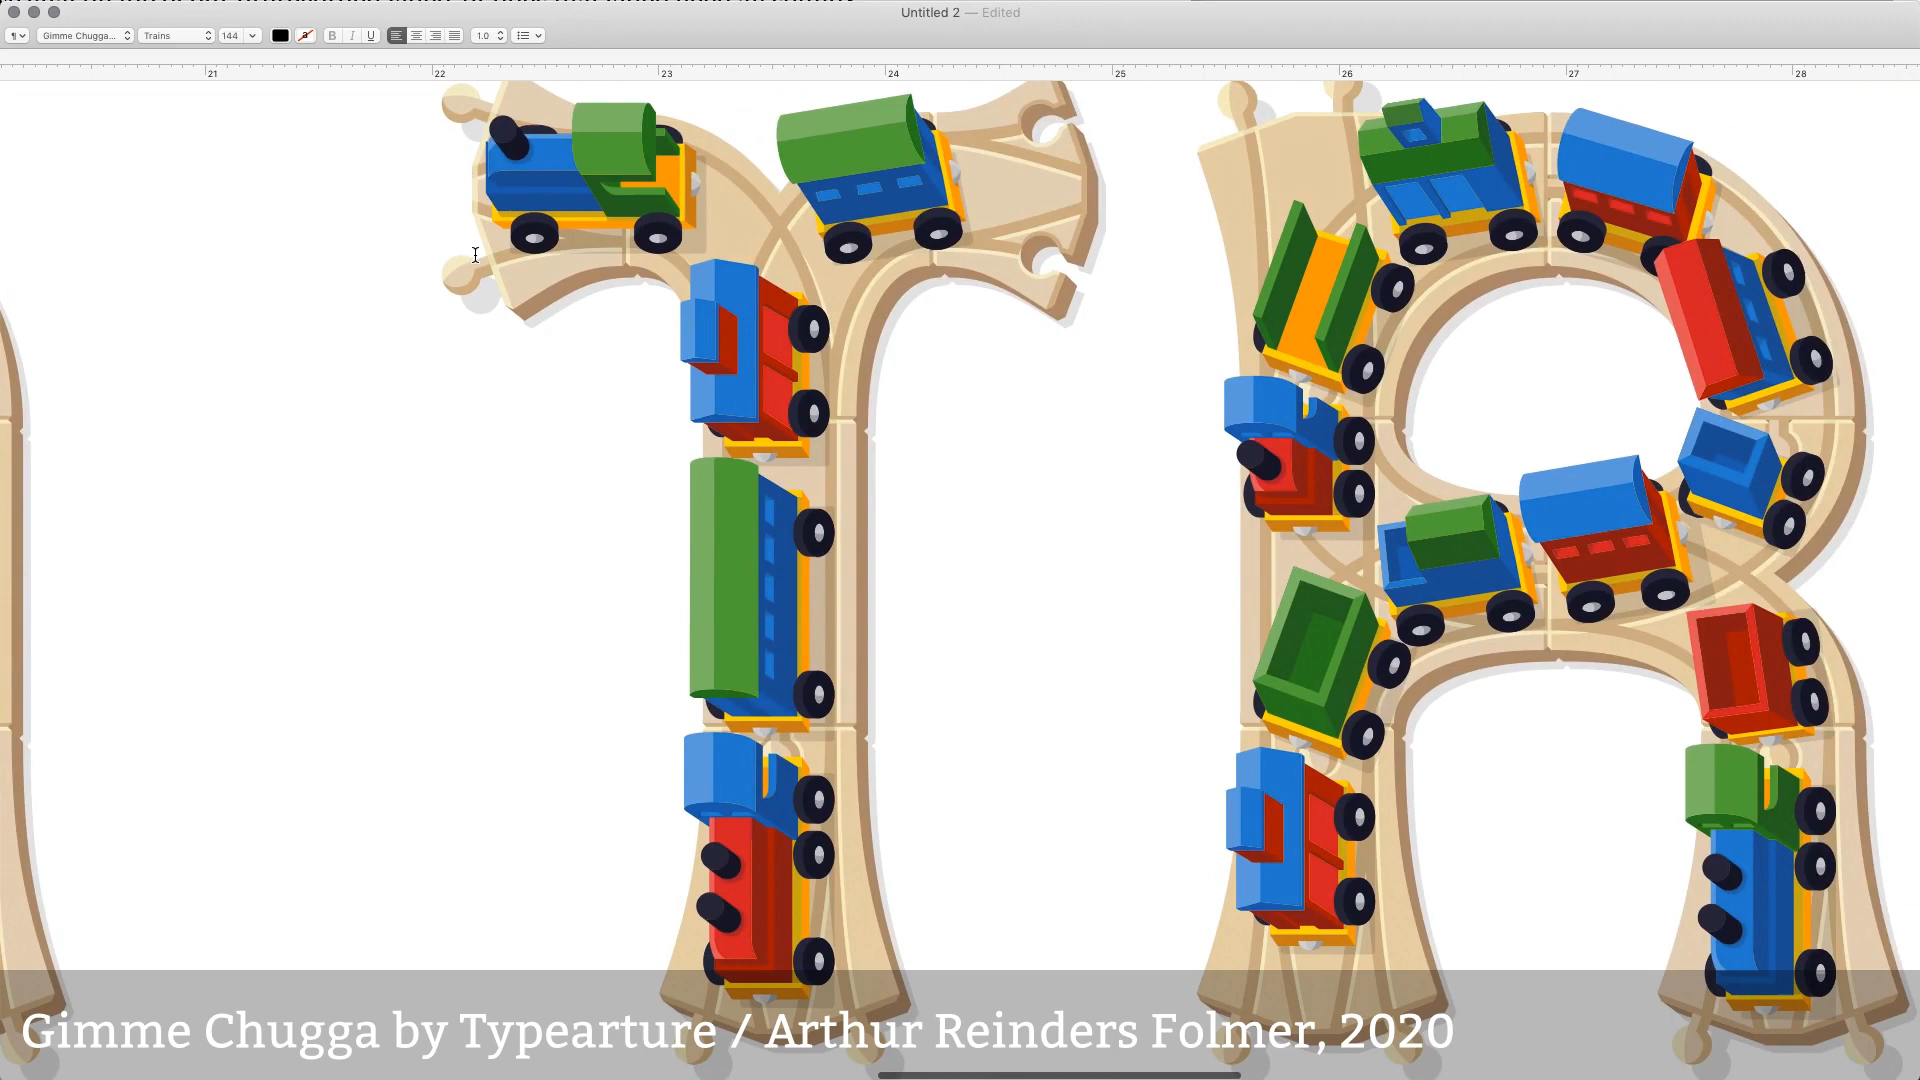 Untitled 2 — Edited
¶ Gimme Chugga... Trains 144 a B I U 1.0
21 22 23 24 25 26 27 28
T R
Gimme Chugga by Typearture / Arthur Reinders Folmer, 2020